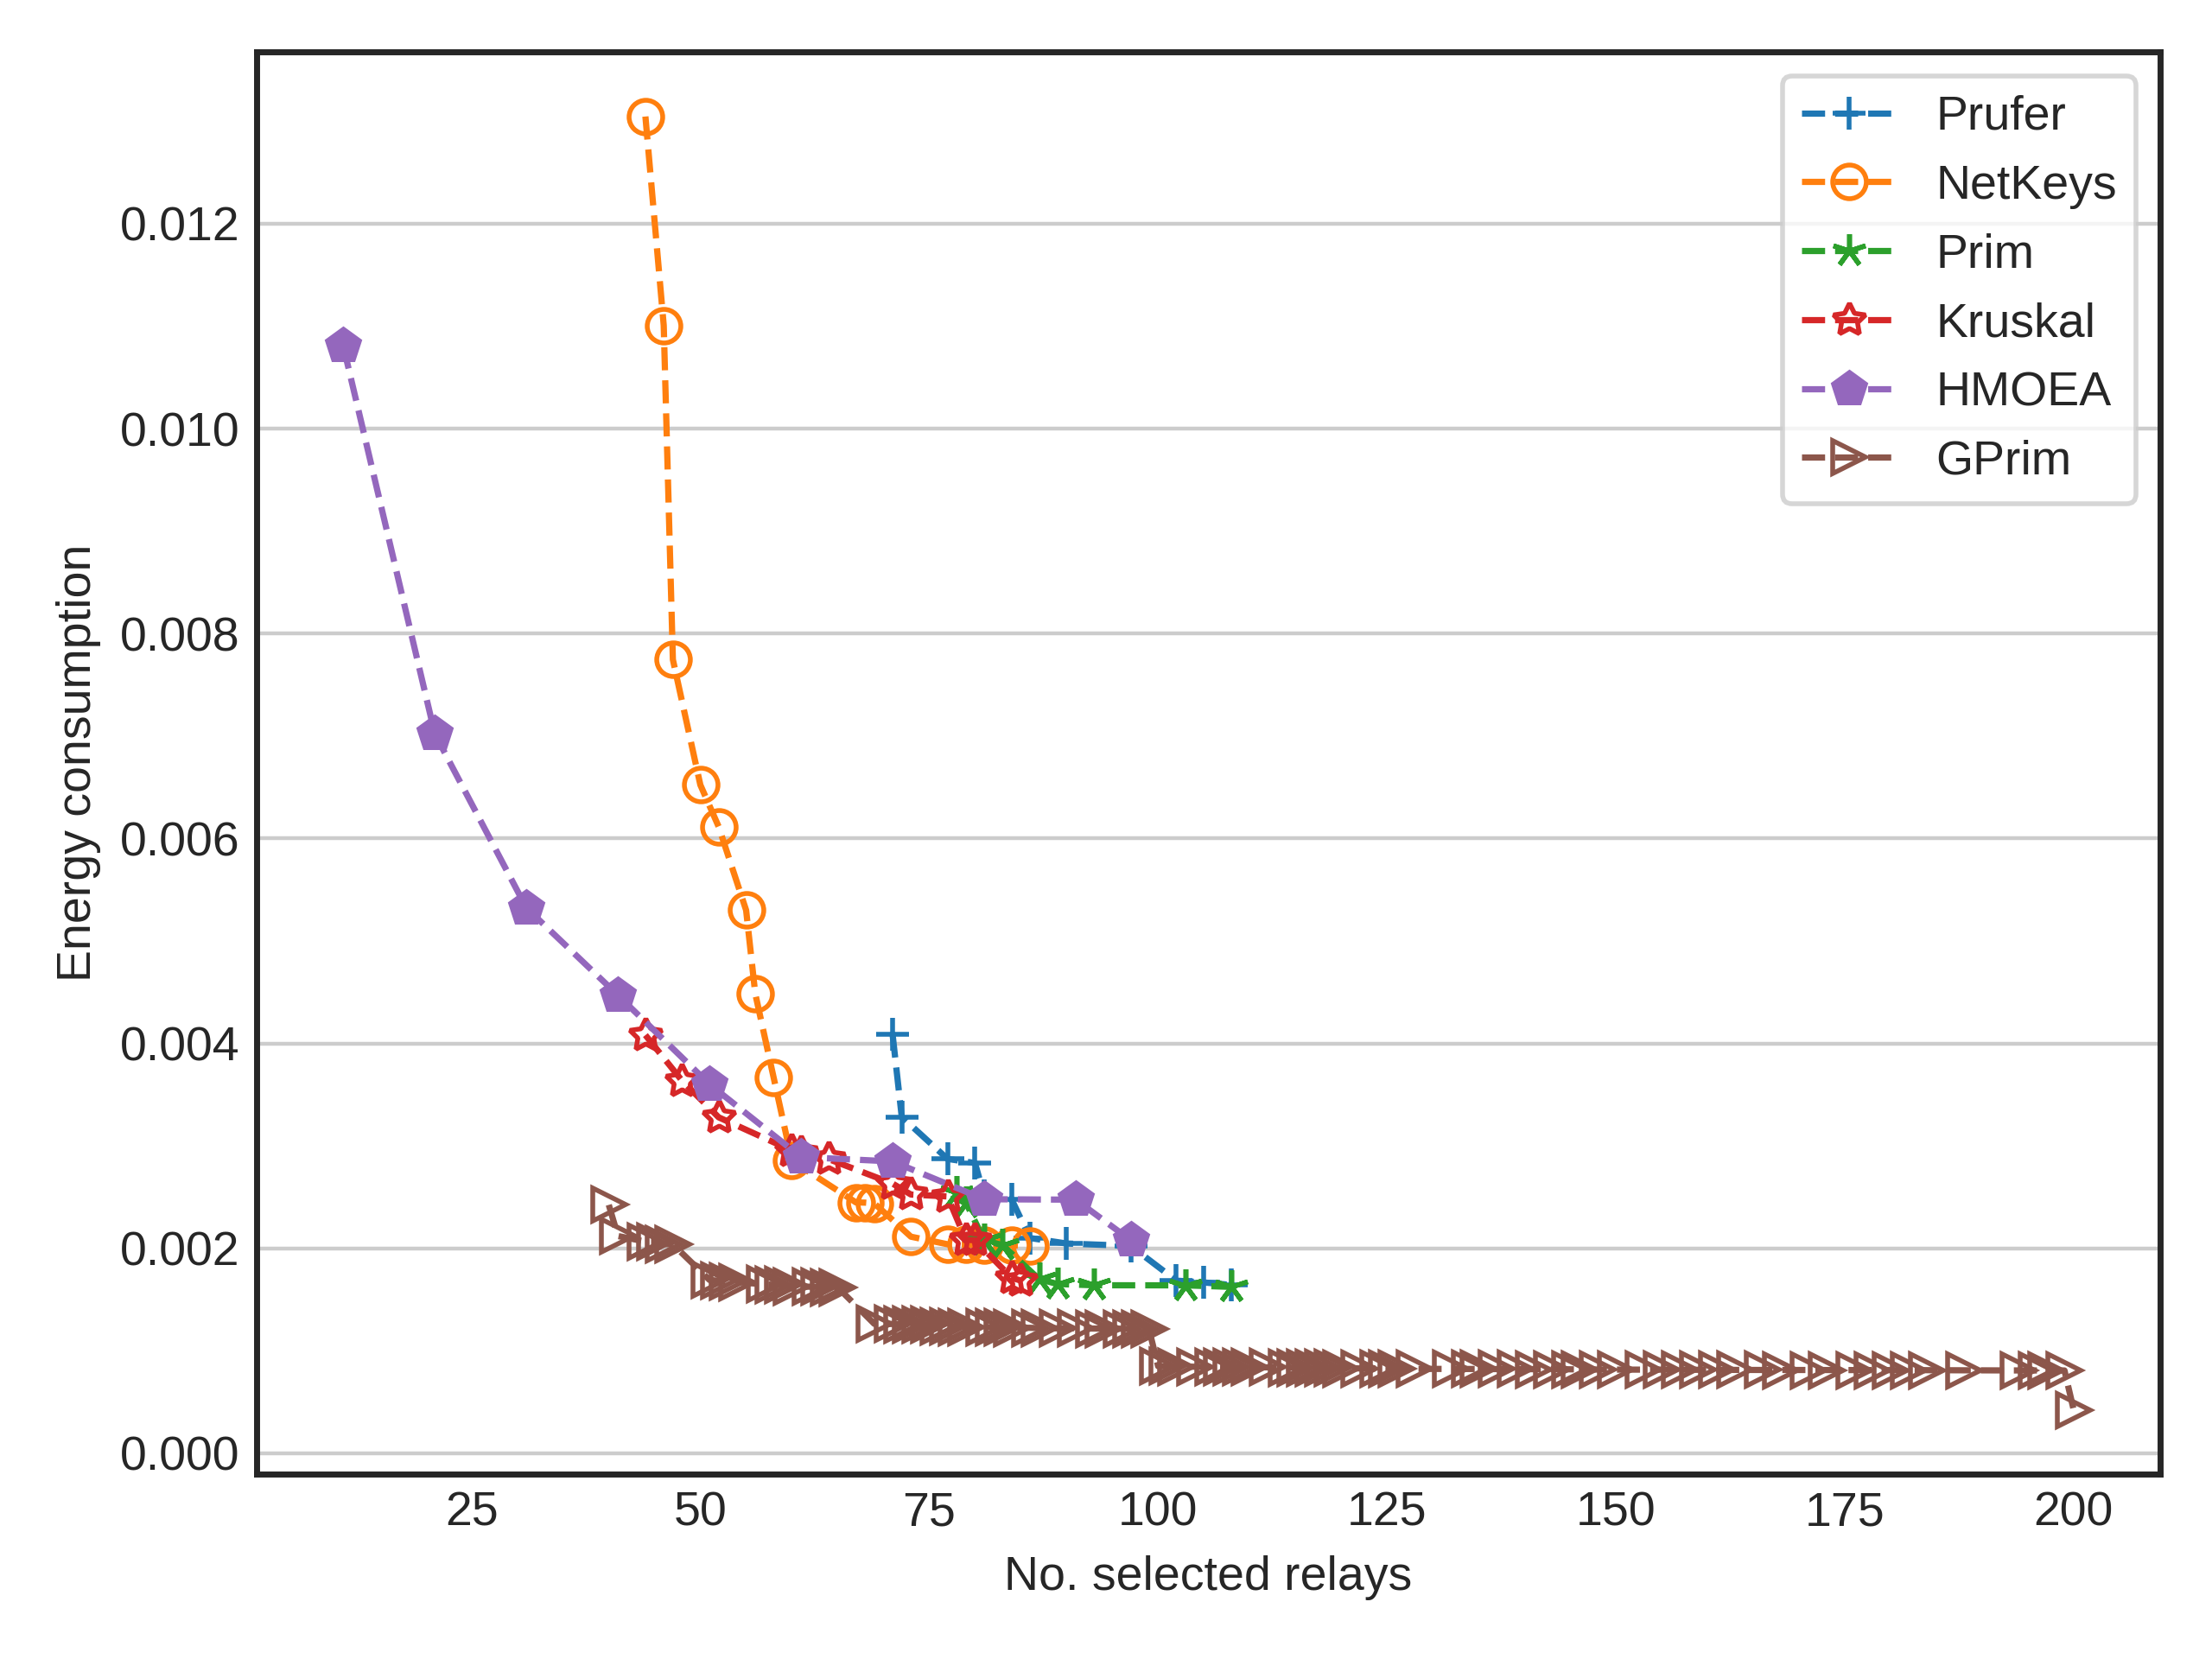 Prufer
NetKeys
Prim
Kruskal
HMOEA
GPrim
Energy consumption
0.012
0.010
0.008
0.006
0.004
0.002
0.000
25 50 75 100 125 150 175 200
No. selected relays